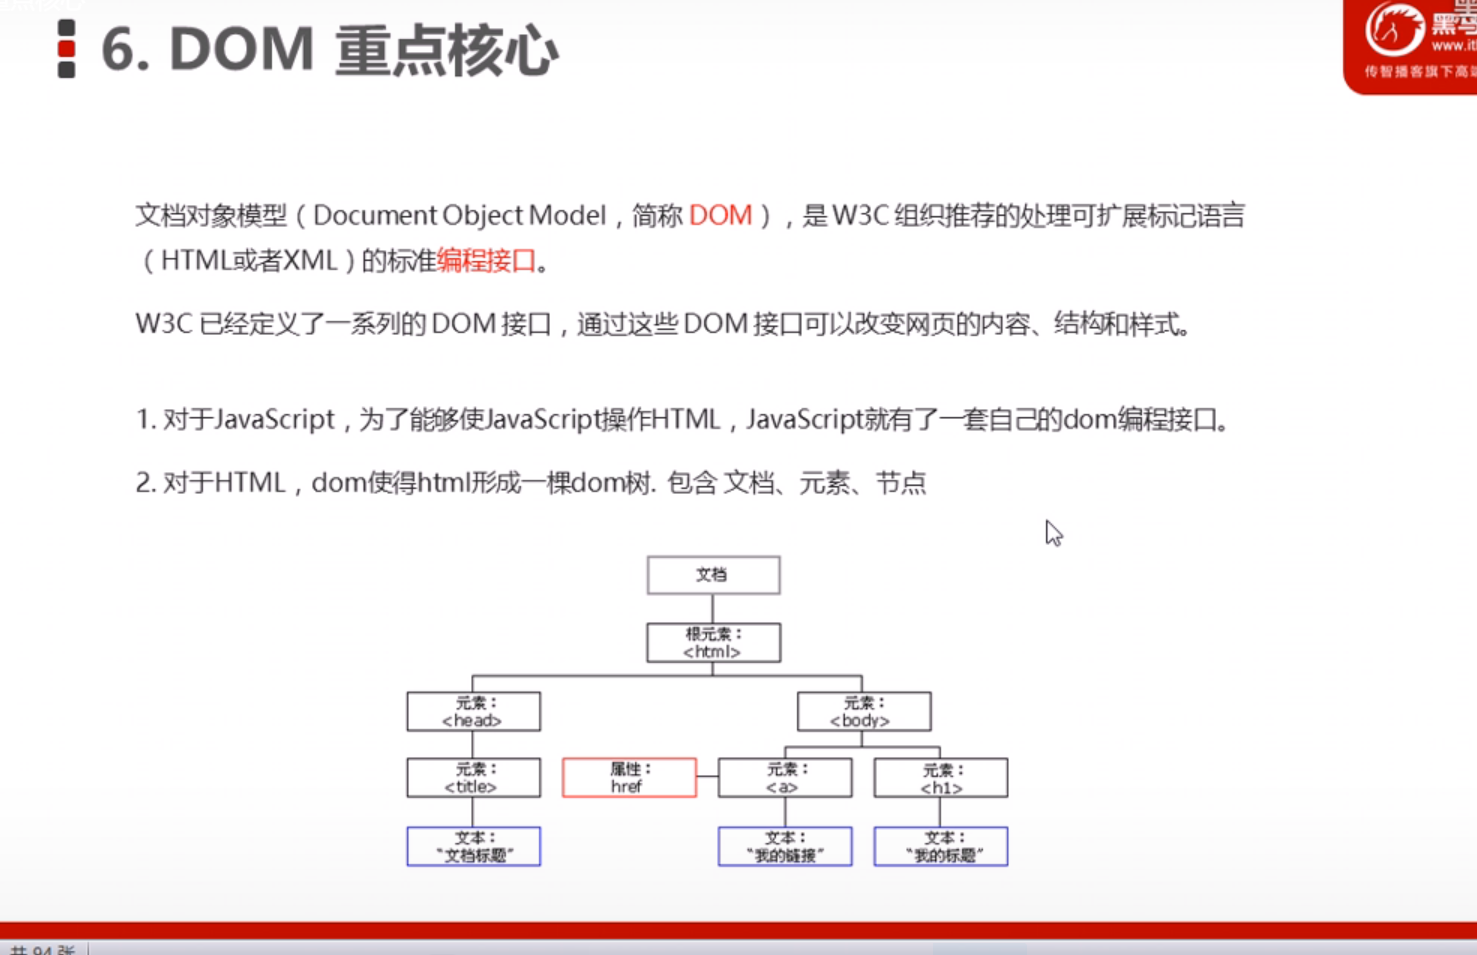 6. DOM 重点核心
www.it
传智播客旗下高端
文档对象模型（Document Object Model，简称 DOM），是 W3C 组织推荐的处理可扩展标记语言
（HTML或者XML）的标准编程接口。
W3C 已经定义了一系列的 DOM 接口，通过这些 DOM 接口可以改变网页的内容、结构和样式。
1. 对于JavaScript，为了能够使JavaScript操作HTML，JavaScript就有了一套自己的dom编程接口。
2. 对于HTML，dom使得html形成一棵dom树. 包含 文档、元素、节点
文档
根元素：
<html>
元素：
<head>
元素：
<body>
元素：
<title>
属性：
href
元素：
<a>
元素：
<h1>
文本：
“文档标题”
文本：
“我的链接”
文本：
“我的标题”
共 94 张